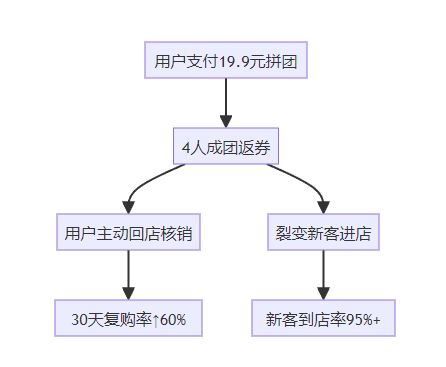 用户支付19.9元拼团
4人成团返券
用户主动回店核销
裂变新客进店
30天复购率↑60%
新客到店率95%+